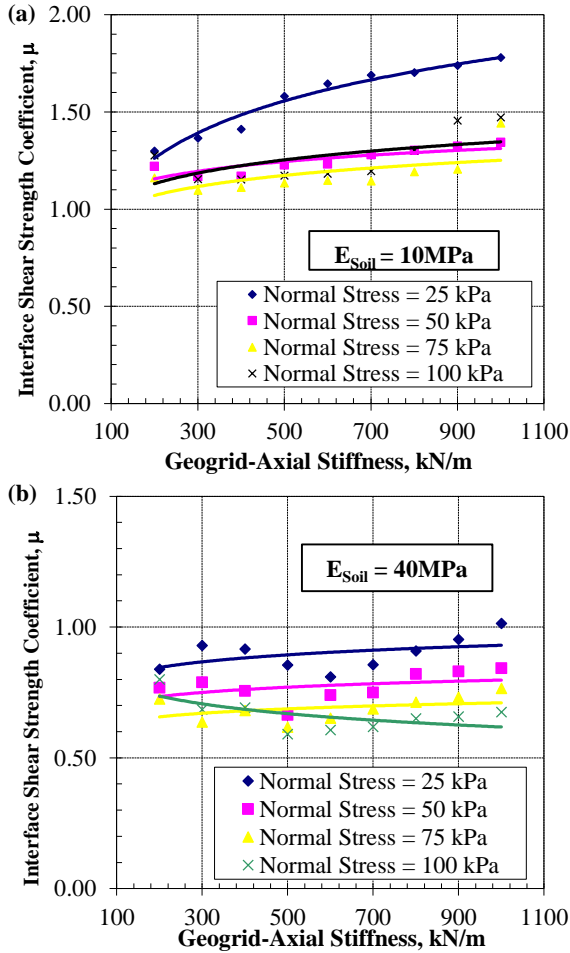 (a)
2.00
1.50
1.00
0.50
0.00
Interface Shear Strength Coefficient, μ
E_Soil = 10MPa
Normal Stress = 25 kPa
Normal Stress = 50 kPa
Normal Stress = 75 kPa
Normal Stress = 100 kPa
100 300 500 700 900 1100
Geogrid-Axial Stiffness, kN/m
(b)
1.50
1.00
0.50
0.00
Interface Shear Strength Coefficient, μ
E_Soil = 40MPa
Normal Stress = 25 kPa
Normal Stress = 50 kPa
Normal Stress = 75 kPa
Normal Stress = 100 kPa
100 300 500 700 900 1100
Geogrid-Axial Stiffness, kN/m